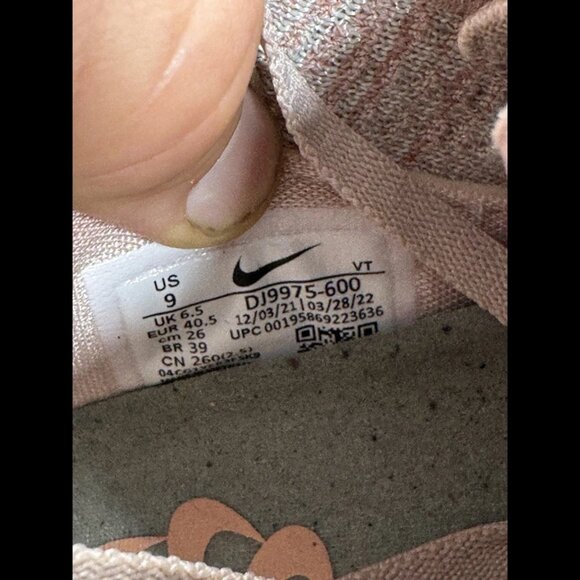 US
9
UK 6.5
EUR 40.5
cm 26
BR 39
CN 260(2.5)
VT
DJ9975-600
12/03/21 | 03/28/22
UPC 00195869223636